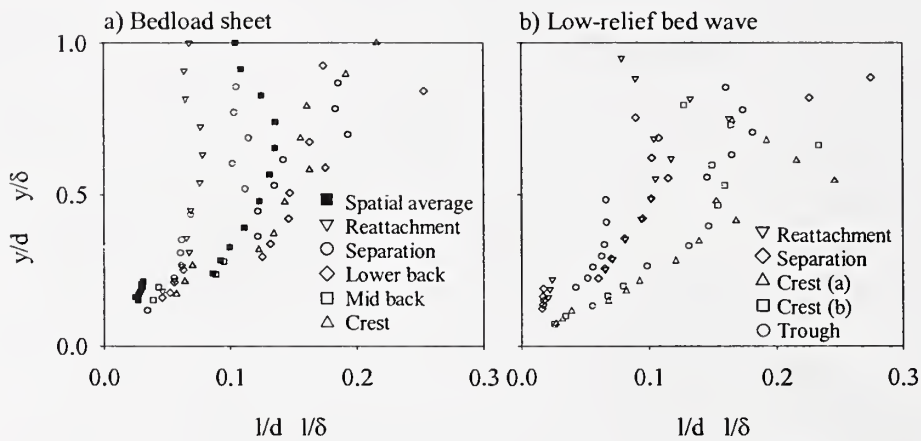 a) Bedload sheet
b) Low-relief bed wave
y/d y/δ
1.0
0.5
0.0
Spatial average
Reattachment
Separation
Lower back
Mid back
Crest
Reattachment
Separation
Crest (a)
Crest (b)
Trough
0.0 0.1 0.2 0.3
0.0 0.1 0.2 0.3
l/d l/δ
l/d l/δ